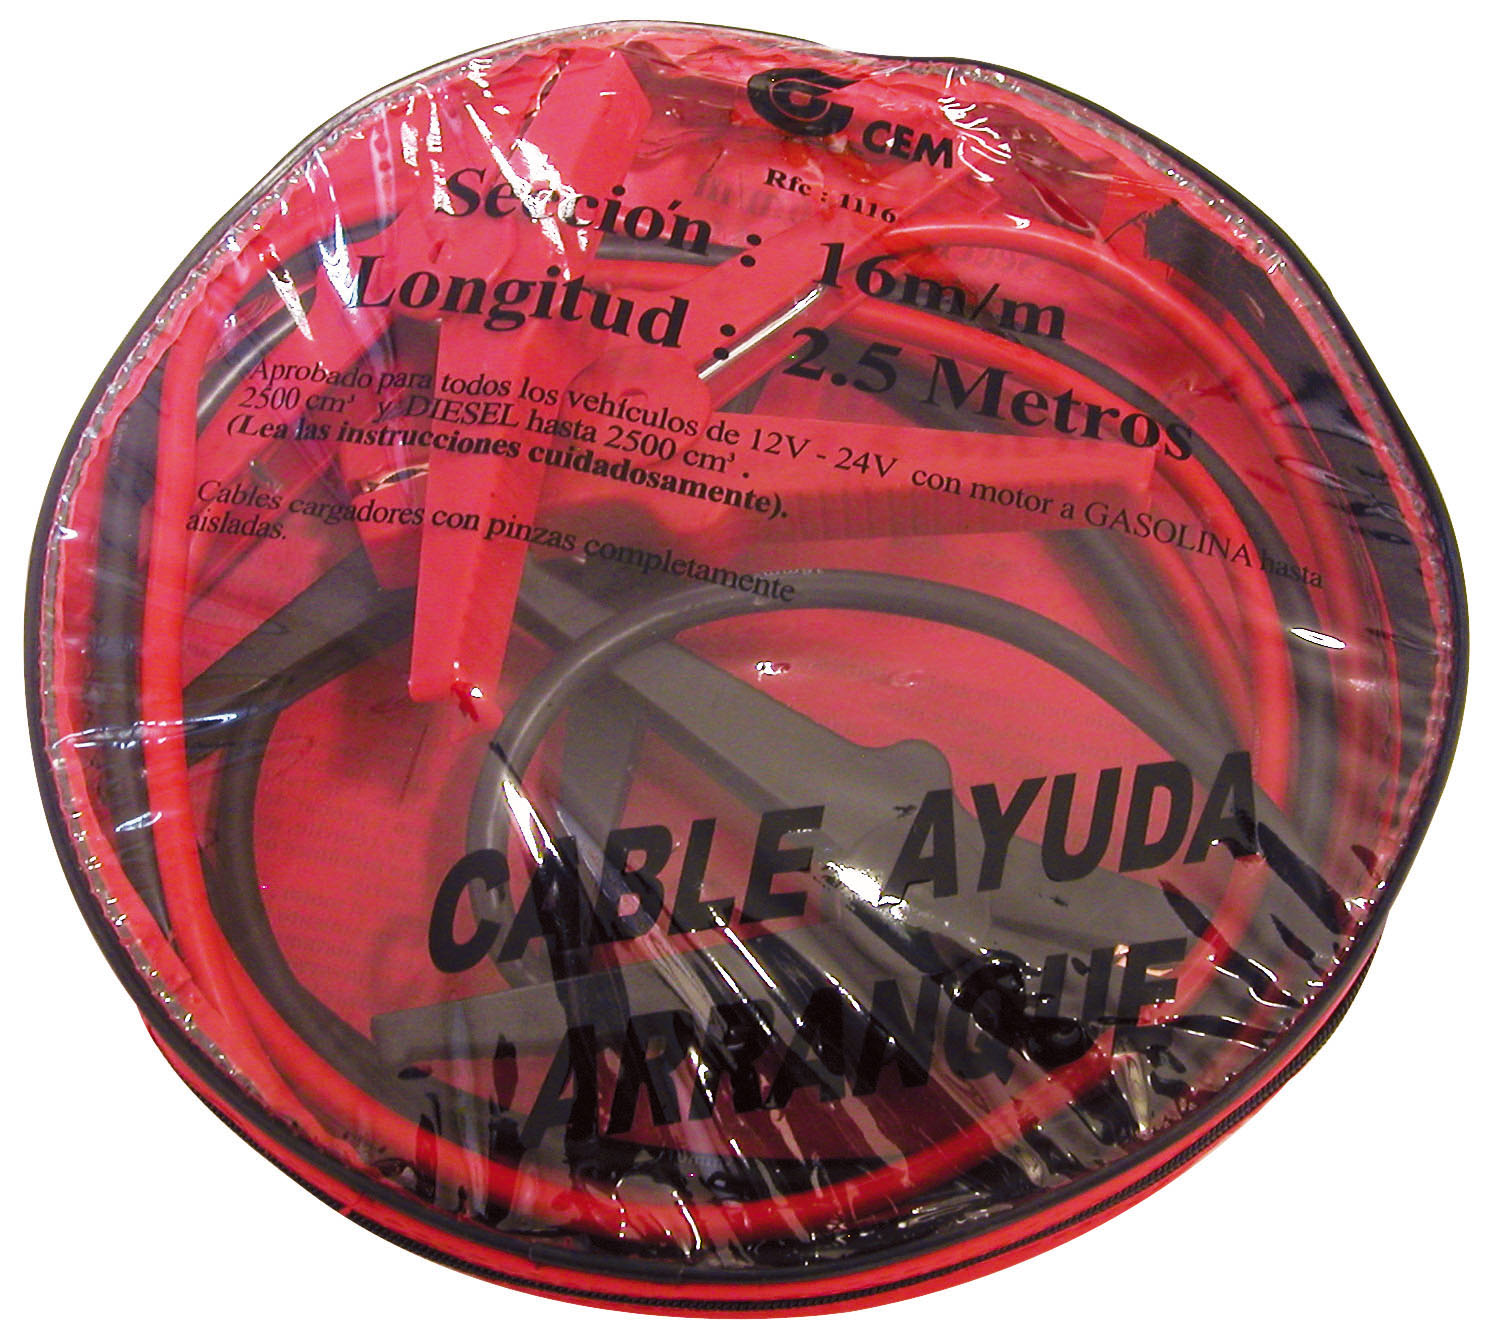 CEM
Rfc : 1116
Sección : 16m/m
Longitud : 2.5 Metros
Aprobado para todos los vehículos de 12V - 24V con motor a GASOLINA hasta
2500 cm³ y DIESEL hasta 2500 cm³.
(Lea las instrucciones cuidadosamente).
Cables cargadores con pinzas completamente
aisladas.
CABLE AYUDA
ARRANQUE